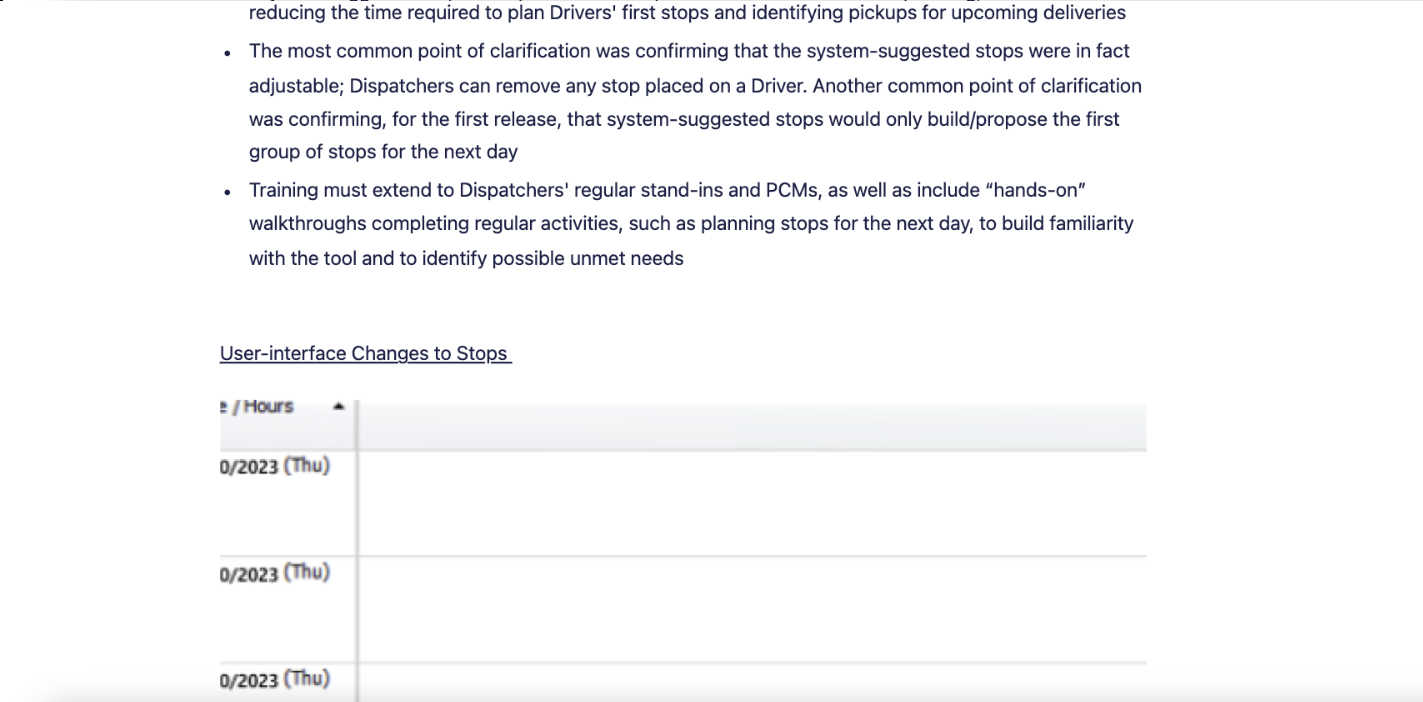 reducing the time required to plan Drivers' first stops and identifying pickups for upcoming deliveries
• The most common point of clarification was confirming that the system-suggested stops were in fact
adjustable; Dispatchers can remove any stop placed on a Driver. Another common point of clarification
was confirming, for the first release, that system-suggested stops would only build/propose the first
group of stops for the next day
• Training must extend to Dispatchers' regular stand-ins and PCMs, as well as include “hands-on”
walkthroughs completing regular activities, such as planning stops for the next day, to build familiarity
with the tool and to identify possible unmet needs
User-interface Changes to Stops
/ Hours
0/2023 (Thu)
0/2023 (Thu)
0/2023 (Thu)